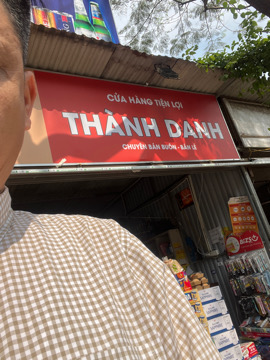 CỬA HÀNG TIỆN LỢI
THÀNH DANH
CHUYÊN BÁN BUÔN - BÁN LẺ